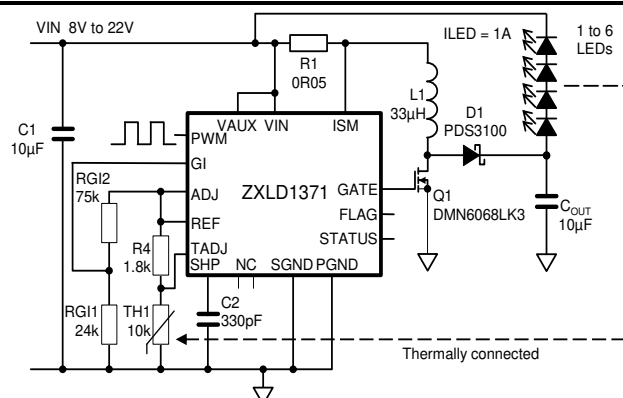 VIN 8V to 22V
ILED = 1A
1 to 6
LEDs
R1
0R05
L1
33µH
D1
PDS3100
C1
10µF
VAUX VIN ISM
PWM
GI
ADJ
REF
TADJ
SHP
NC
SGND
PGND
ZXLD1371
GATE
FLAG
STATUS
Q1
DMN6068LK3
COUT
10µF
RGI2
75k
R4
1.8k
RGI1
24k
TH1
10k
C2
330pF
Thermally connected